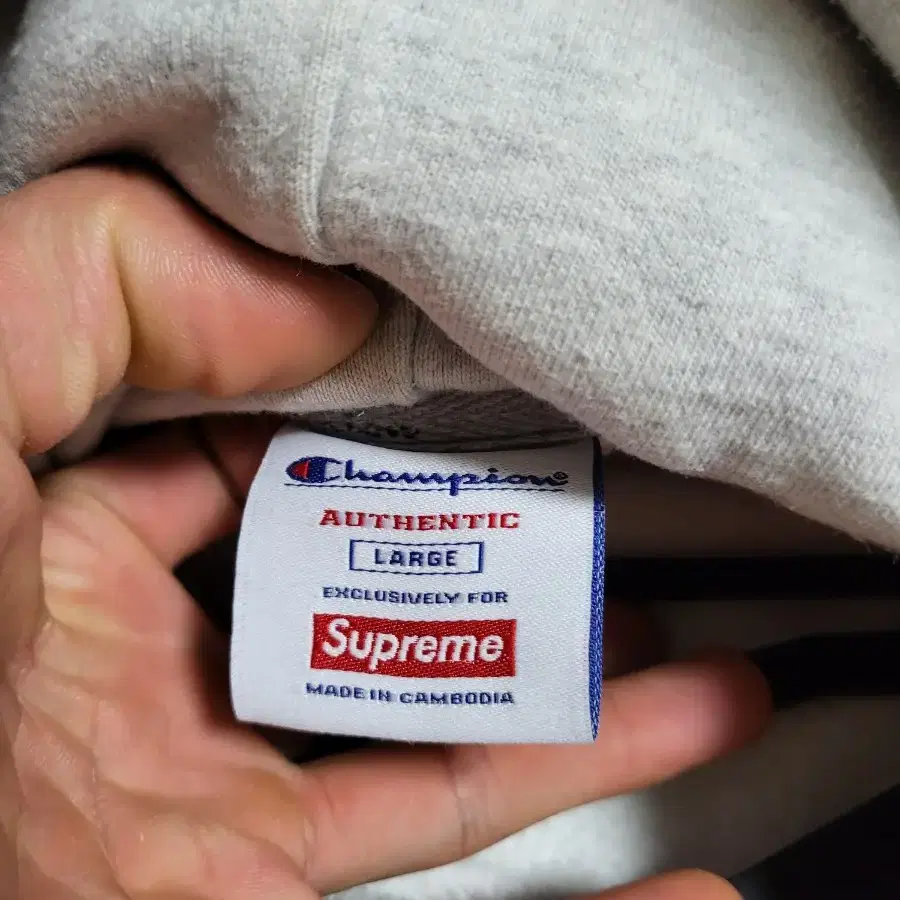 Champion®
AUTHENTIC
LARGE
EXCLUSIVELY FOR
Supreme
MADE IN CAMBODIA